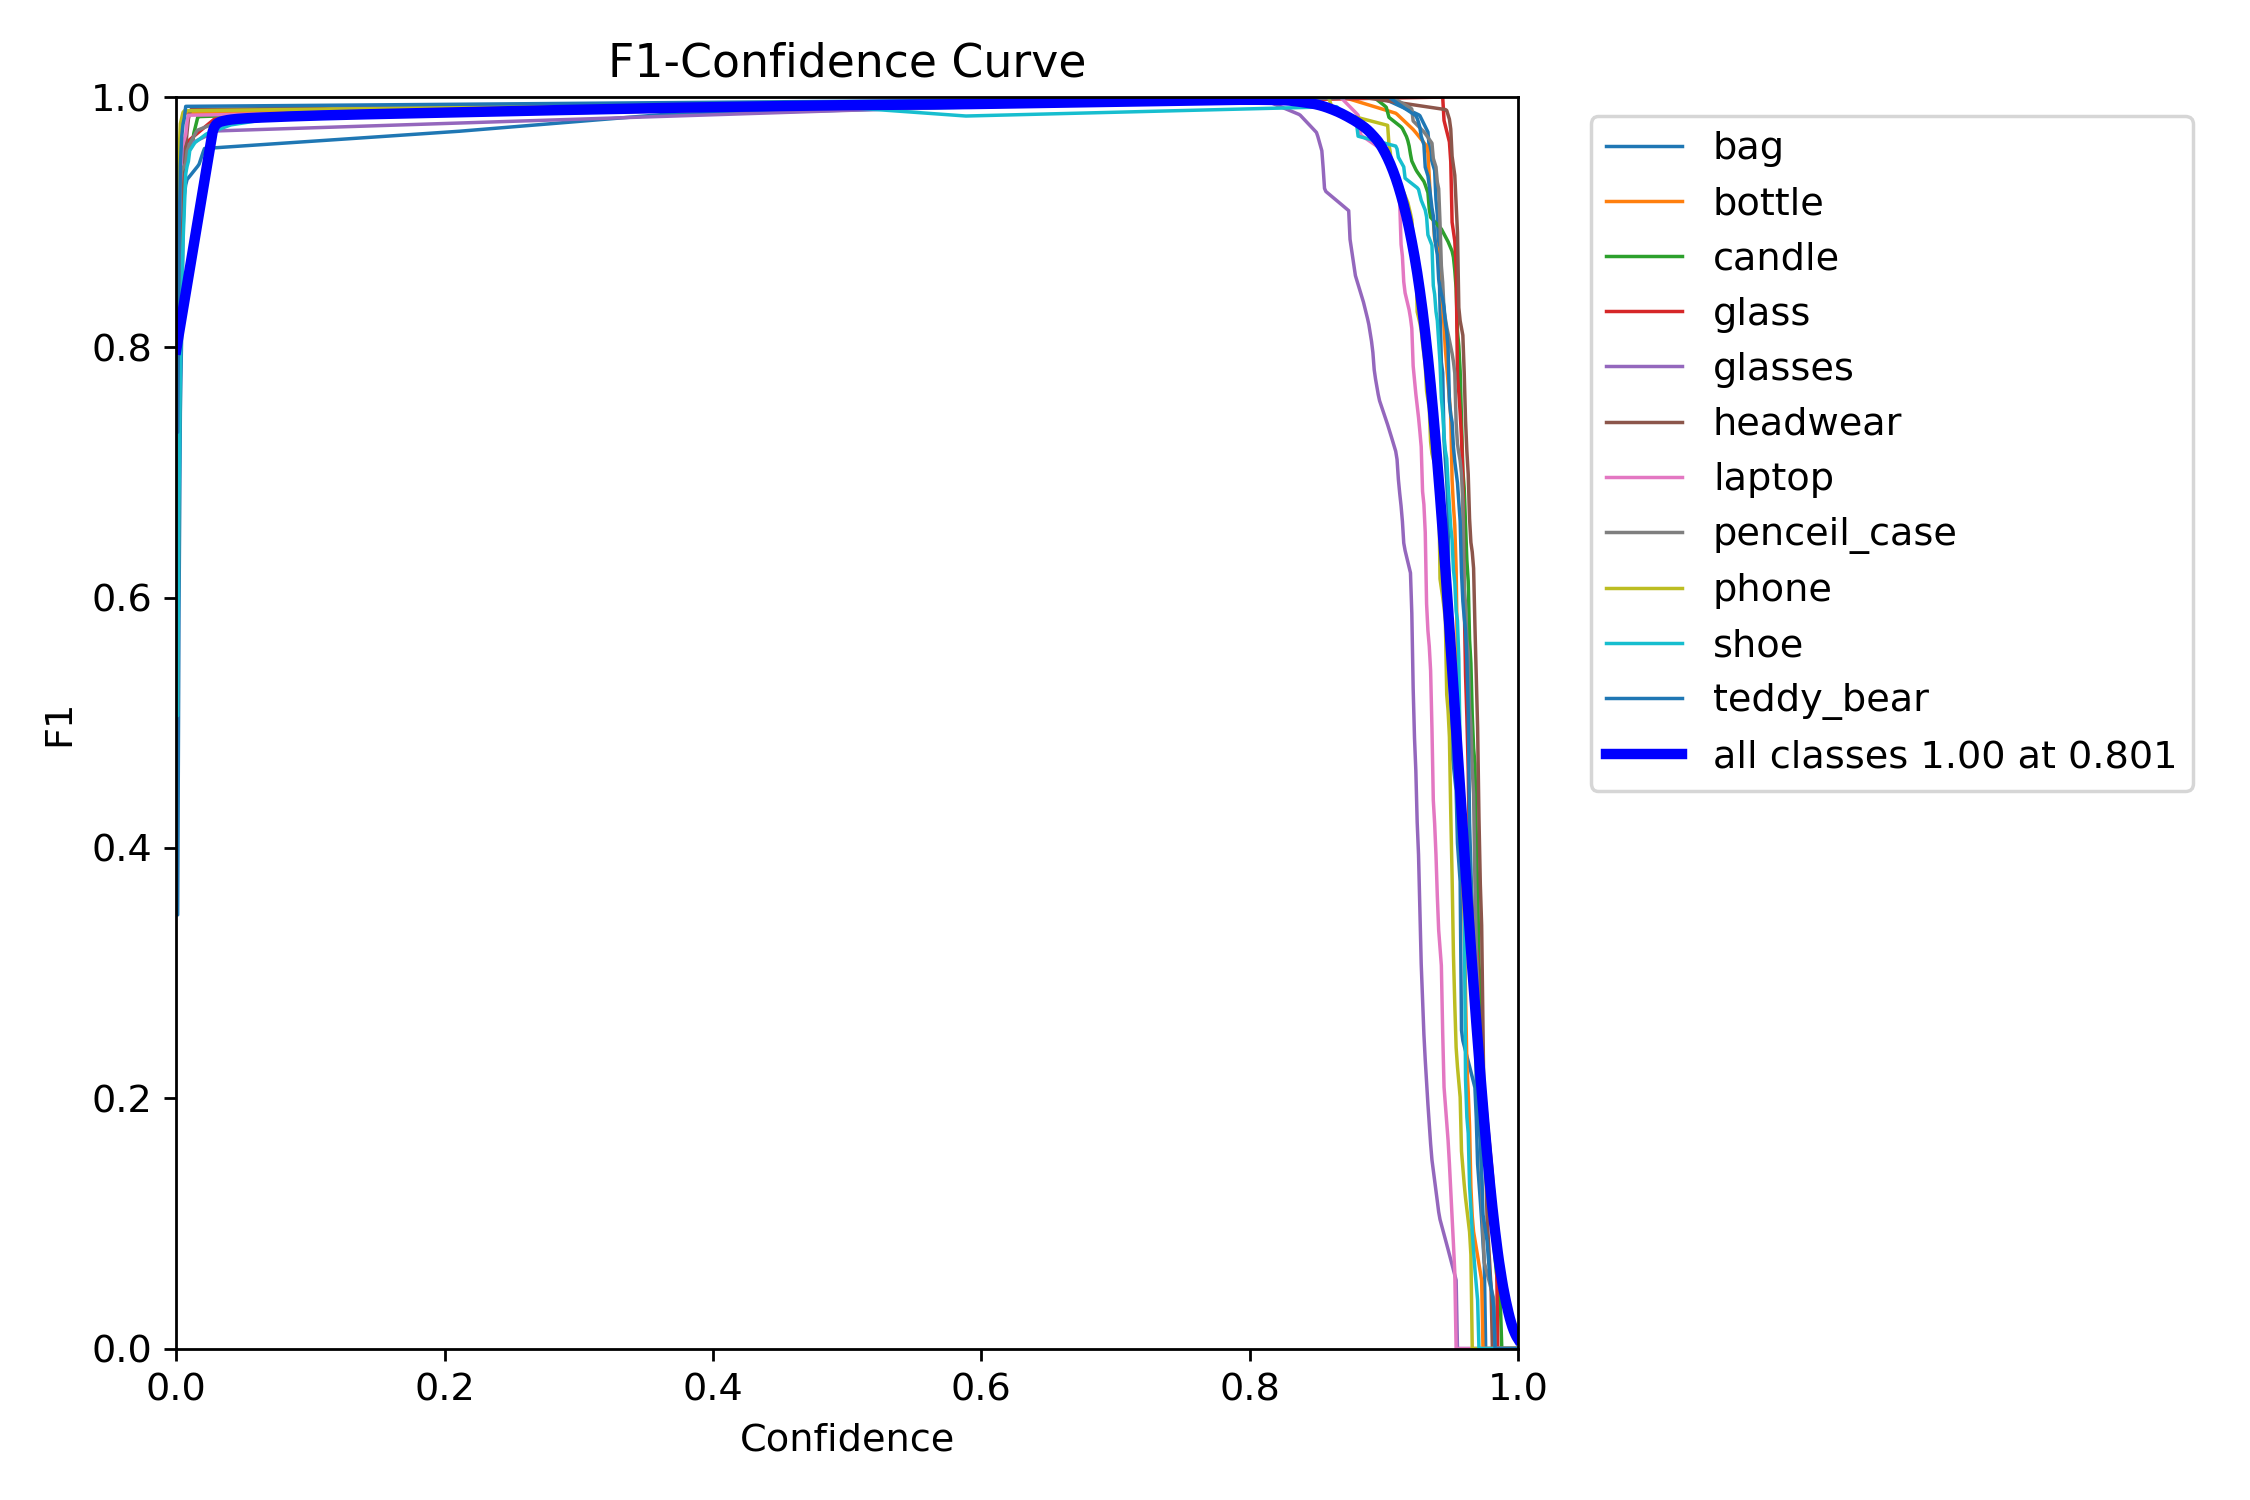 F1-Confidence Curve
1.0
0.8
0.6
0.4
0.2
0.0
F1
0.0 0.2 0.4 0.6 0.8 1.0
Confidence
bag
bottle
candle
glass
glasses
headwear
laptop
penceil_case
phone
shoe
teddy_bear
all classes 1.00 at 0.801